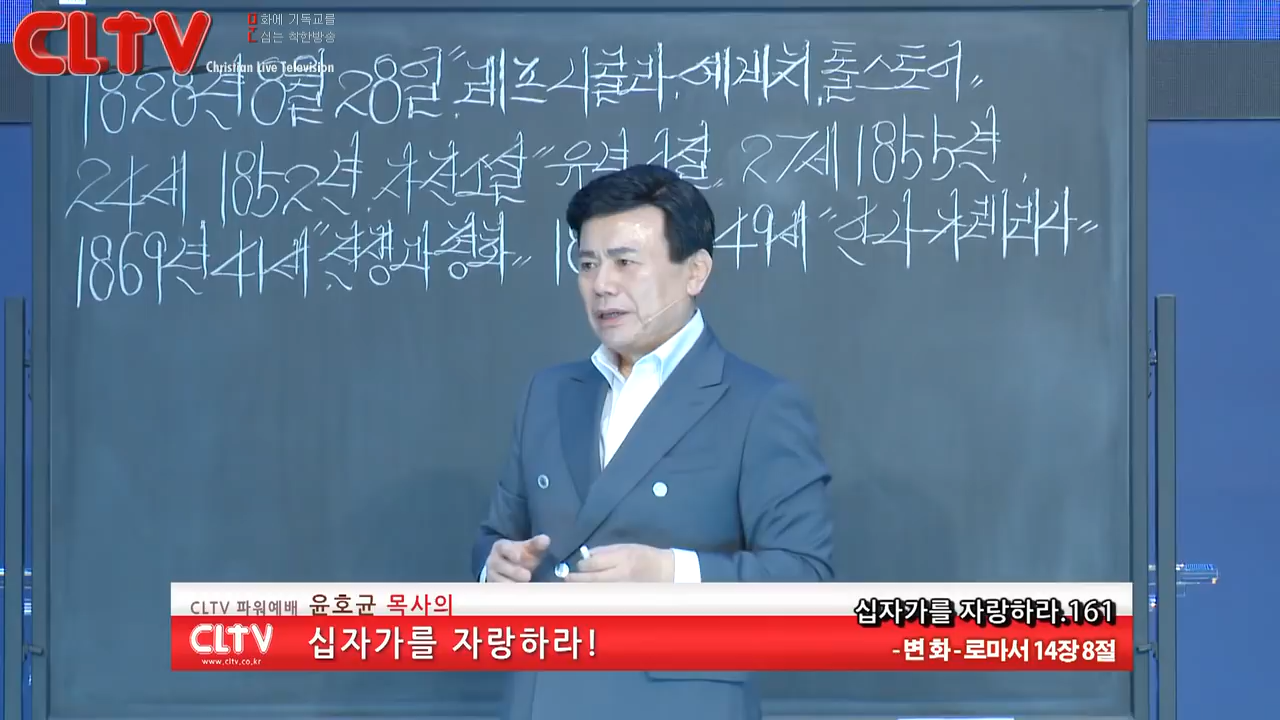 CLTV
문화에 기독교를
심는 착한방송
Christian Live Television
1828년 8월 28일 "레프 니콜라예비치 톨스토이"
24세 1852년 자전소설 "유년시절" 27세 1855년
1869년 41세 "전쟁과 평화" 49세 "안나 카레니나"
CLTV 파워예배 윤호균 목사의
십자가를 자랑하라.161
CLTV
www.cltv.co.kr
십자가를 자랑하라!
-변화-로마서 14장 8절